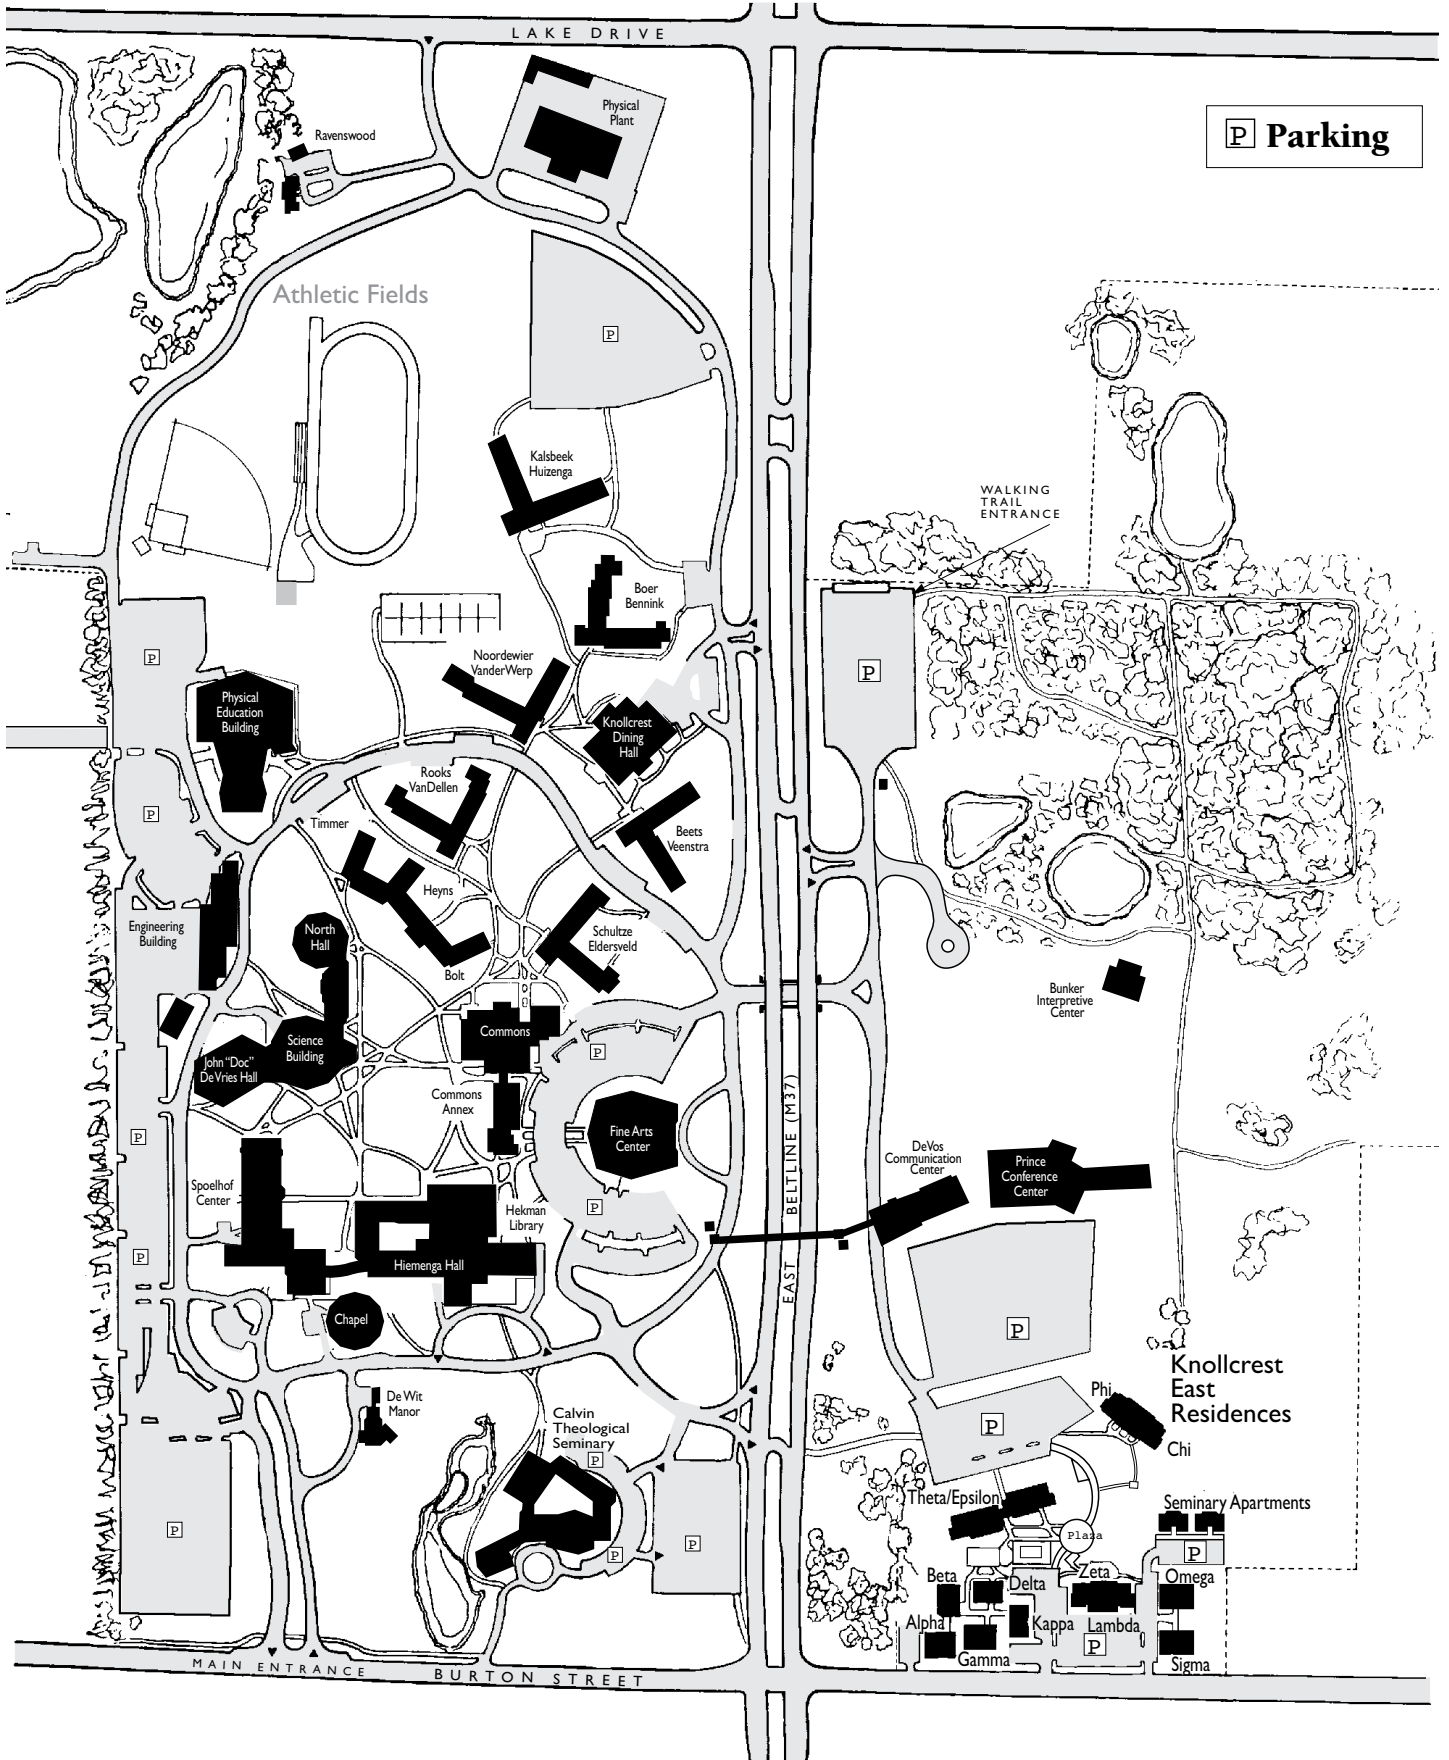 LAKE DRIVE
Physical
Plant
Ravenswood
P Parking
Athletic Fields
P
Kalsbeek
Huizenga
WALKING
TRAIL
ENTRANCE
Boer
Bennink
Noordewier
VanderWerp
P
P
Physical
Education
Building
Knollcrest
Dining
Hall
Rooks
VanDellen
P
Timmer
Beets
Veenstra
Heyns
Engineering
Building
North
Hall
Schultze
Eldersveld
Bolt
Bunker
Interpretive
Center
Commons
Science
Building
P
John "Doc"
DeVries Hall
Commons
Annex
EAST BELTLINE (M37)
P
Fine Arts
Center
DeVos
Communication
Center
Prince
Conference
Center
Spoelhof
Center
P
Hekman
Library
P
Hiemenga Hall
Chapel
P
Knollcrest
East
Residences
Phi
Chi
De Wit
Manor
Calvin
Theological
Seminary
P
P
Theta/Epsilon
Seminary Apartments
P
P
P
Plaza
P
Beta
Delta
Zeta
Omega
Alpha
Kappa
Lambda
P
Gamma
Sigma
MAIN ENTRANCE
BURTON STREET